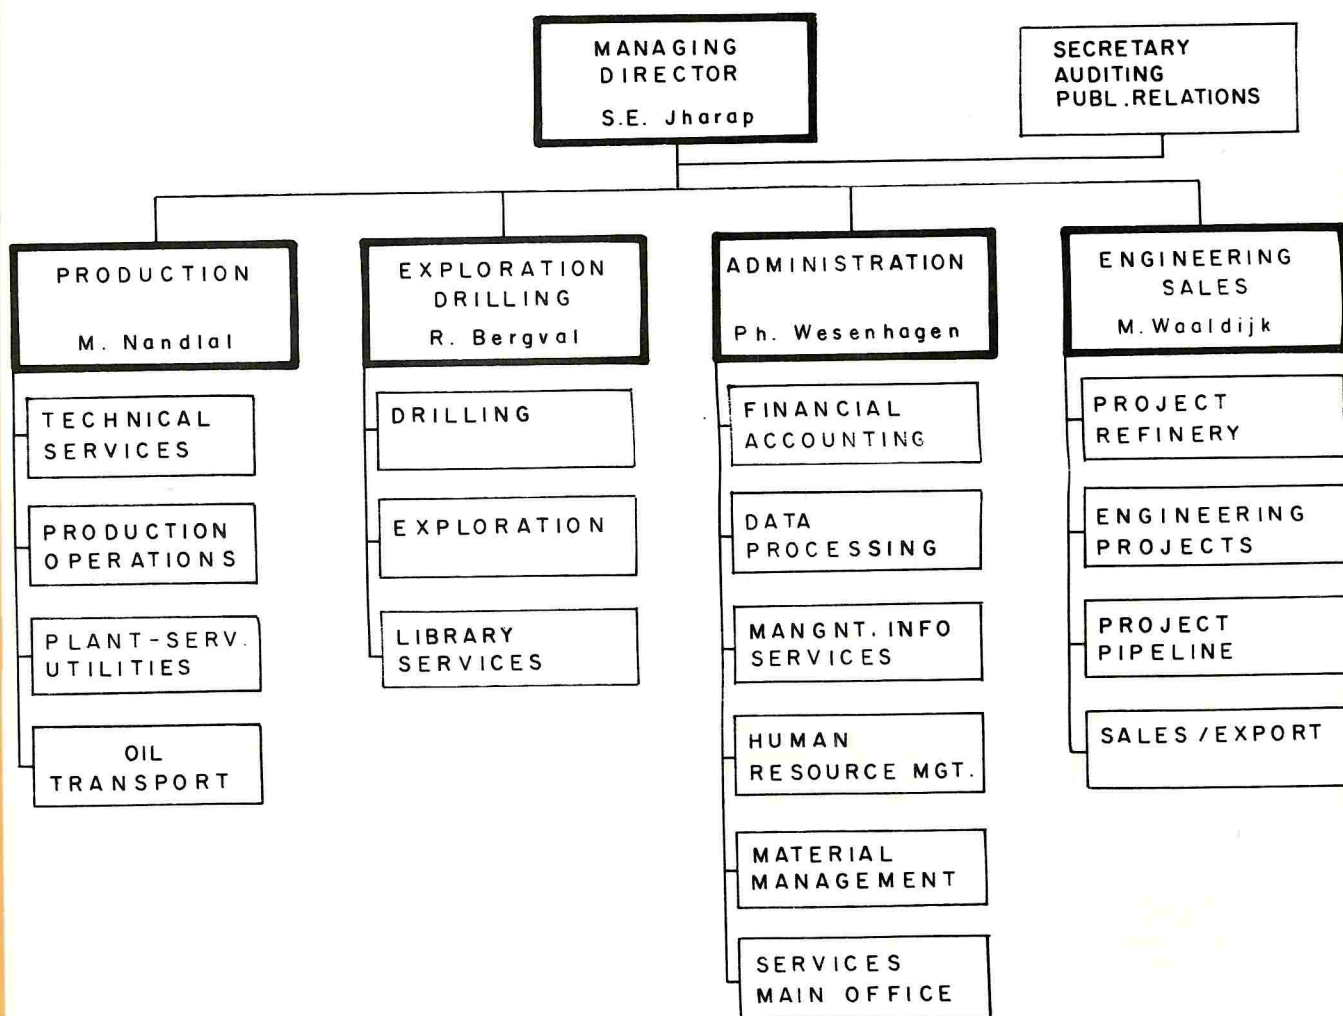 MANAGING
DIRECTOR
S.E. Jharap
SECRETARY
AUDITING
PUBL.RELATIONS
PRODUCTION
M. Nandlal
EXPLORATION
DRILLING
R. Bergval
ADMINISTRATION
Ph. Wesenhagen
ENGINEERING
SALES
M. Waaldijk
TECHNICAL
SERVICES
PRODUCTION
OPERATIONS
PLANT-SERV.
UTILITIES
OIL
TRANSPORT
DRILLING
EXPLORATION
LIBRARY
SERVICES
FINANCIAL
ACCOUNTING
DATA
PROCESSING
MANGNT. INFO
SERVICES
HUMAN
RESOURCE MGT.
MATERIAL
MANAGEMENT
SERVICES
MAIN OFFICE
PROJECT
REFINERY
ENGINEERING
PROJECTS
PROJECT
PIPELINE
SALES/EXPORT